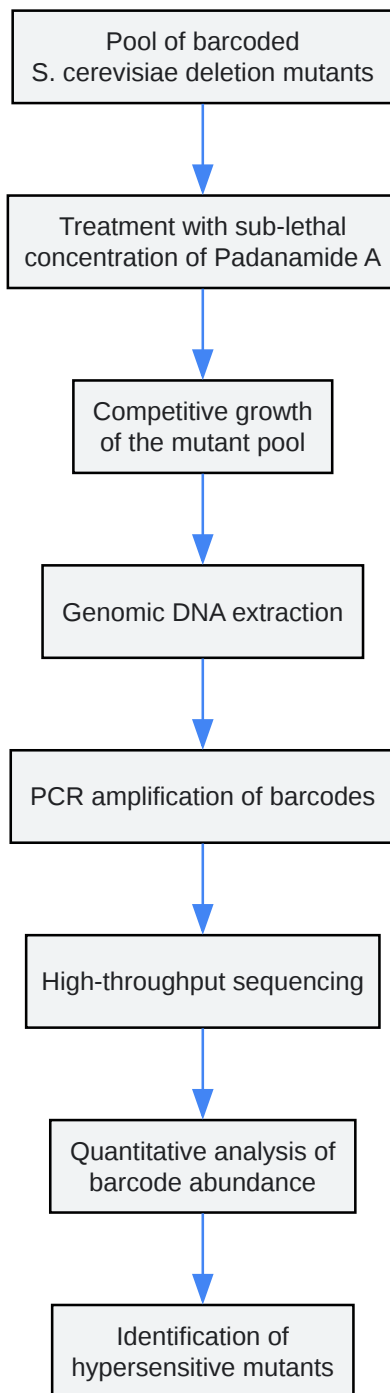 Pool of barcoded
S. cerevisiae deletion mutants
Treatment with sub-lethal
concentration of Padanamide A
Competitive growth
of the mutant pool
Genomic DNA extraction
PCR amplification of barcodes
High-throughput sequencing
Quantitative analysis of
barcode abundance
Identification of
hypersensitive mutants